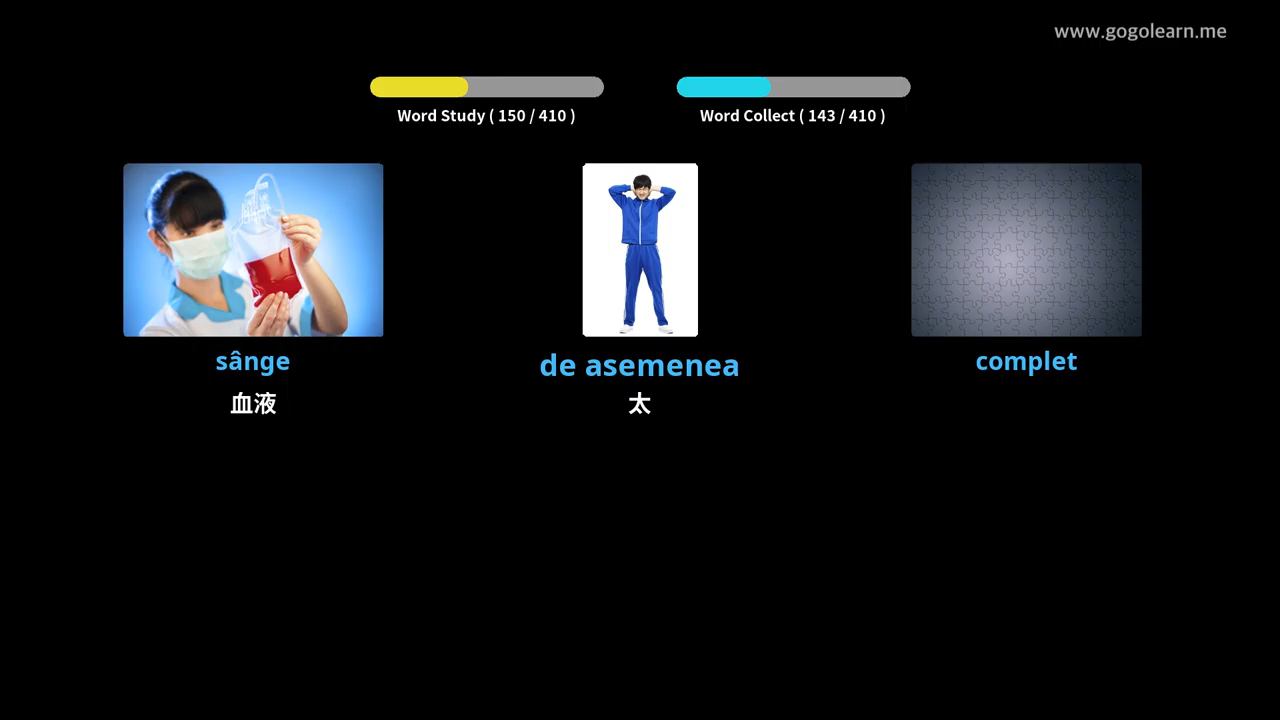 www.gogolearn.me
Word Study ( 150 / 410 )
Word Collect ( 143 / 410 )
sânge
de asemenea
complet
血液
太